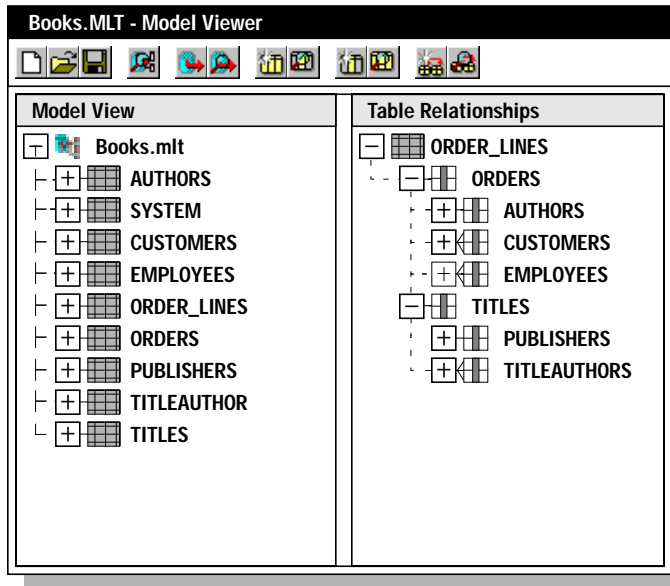 Books.MLT - Model Viewer
Model View
Books.mlt
AUTHORS
SYSTEM
CUSTOMERS
EMPLOYEES
ORDER_LINES
ORDERS
PUBLISHERS
TITLEAUTHOR
TITLES
Table Relationships
ORDER_LINES
ORDERS
AUTHORS
CUSTOMERS
EMPLOYEES
TITLES
PUBLISHERS
TITLEAUTHORS